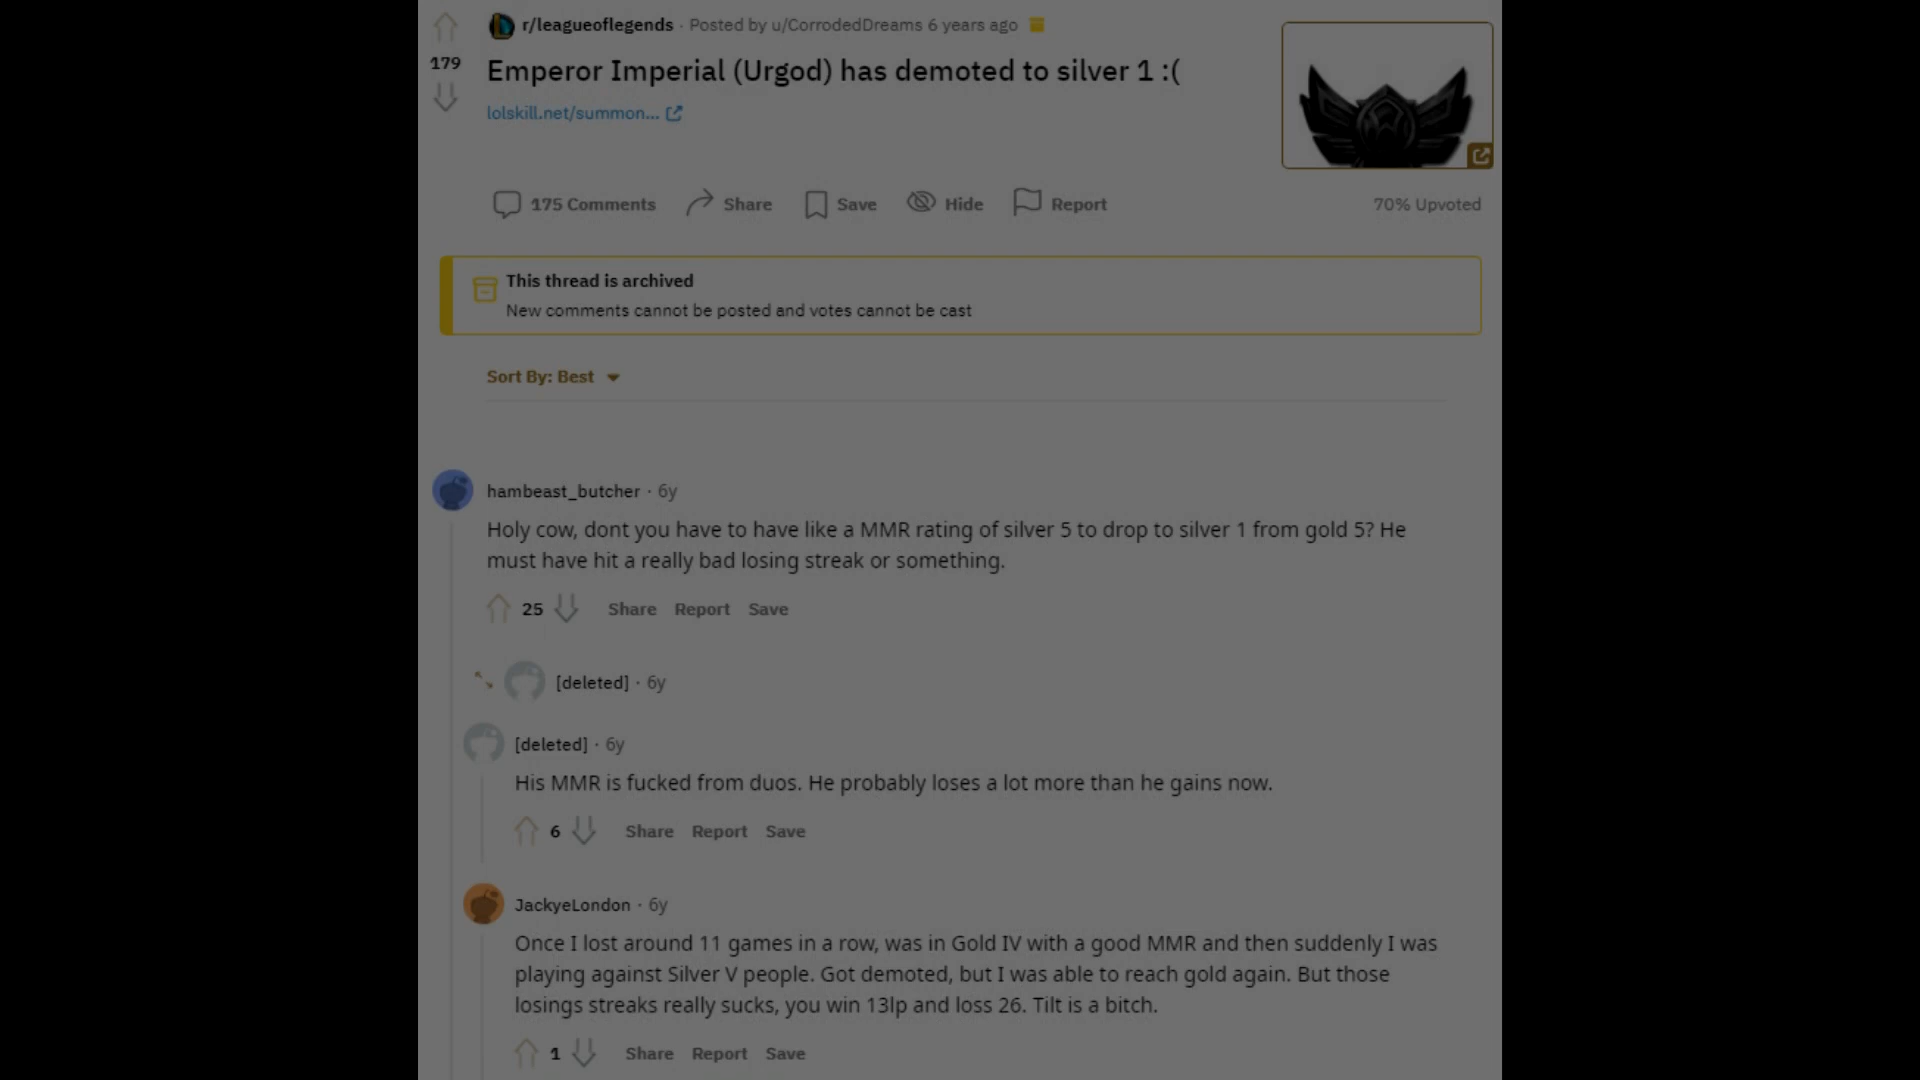 r/leagueoflegends · Posted by u/CorrodedDreams 6 years ago
179
Emperor Imperial (Urgod) has demoted to silver 1 :(
lolskill.net/summon...
175 Comments Share Save Hide Report 70% Upvoted
This thread is archived
New comments cannot be posted and votes cannot be cast
Sort By: Best
hambeast_butcher · 6y
Holy cow, dont you have to have like a MMR rating of silver 5 to drop to silver 1 from gold 5? He
must have hit a really bad losing streak or something.
25 Share Report Save
[deleted] · 6y
[deleted] · 6y
His MMR is fucked from duos. He probably loses a lot more than he gains now.
6 Share Report Save
JackyeLondon · 6y
Once I lost around 11 games in a row, was in Gold IV with a good MMR and then suddenly I was
playing against Silver V people. Got demoted, but I was able to reach gold again. But those
losings streaks really sucks, you win 13lp and loss 26. Tilt is a bitch.
1 Share Report Save